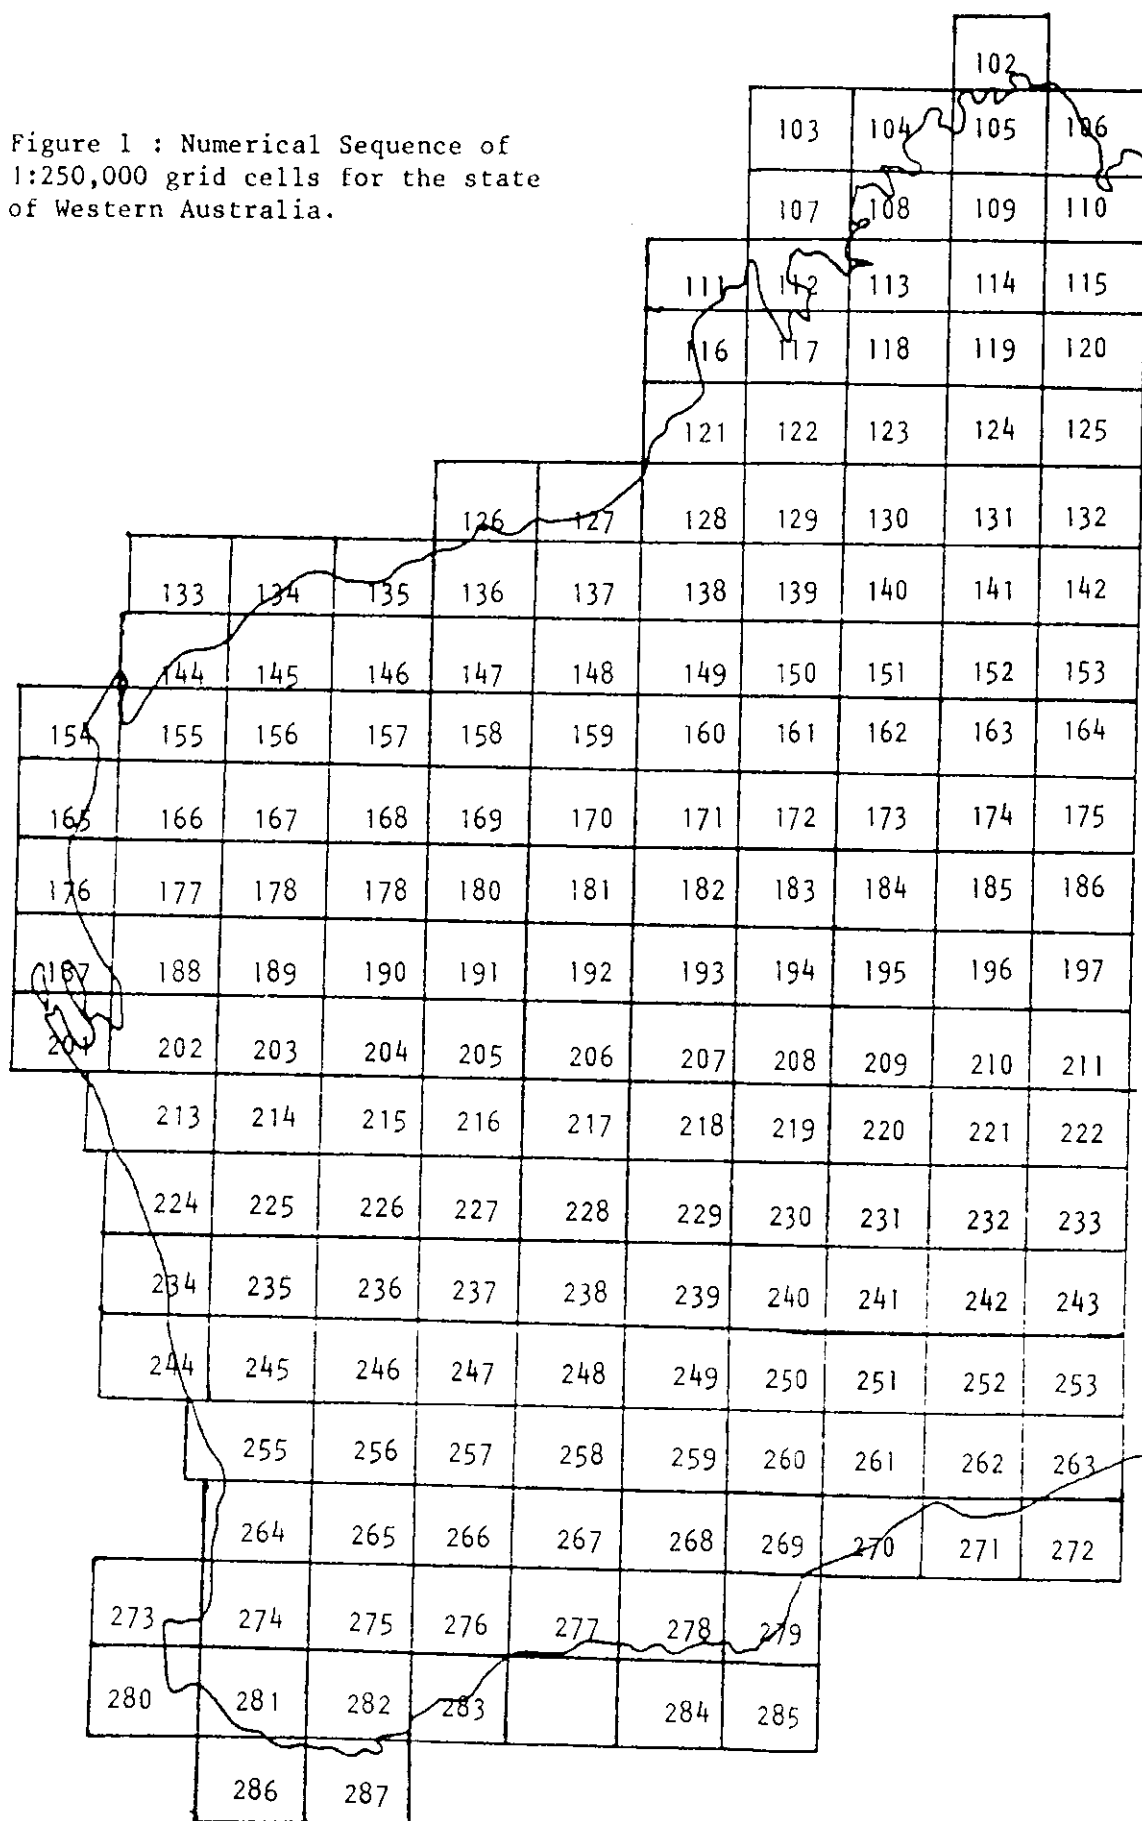 102
Figure 1 : Numerical Sequence of
1:250,000 grid cells for the state
of Western Australia.
103 104 105 106
107 108 109 110
111 112 113 114 115
116 117 118 119 120
121 122 123 124 125
126 127 128 129 130 131 132
133 134 135 136 137 138 139 140 141 142
144 145 146 147 148 149 150 151 152 153
154 155 156 157 158 159 160 161 162 163 164
165 166 167 168 169 170 171 172 173 174 175
176 177 178 178 180 181 182 183 184 185 186
187 188 189 190 191 192 193 194 195 196 197
201 202 203 204 205 206 207 208 209 210 211
213 214 215 216 217 218 219 220 221 222
224 225 226 227 228 229 230 231 232 233
234 235 236 237 238 239 240 241 242 243
244 245 246 247 248 249 250 251 252 253
255 256 257 258 259 260 261 262 263
264 265 266 267 268 269 270 271 272
273 274 275 276 277 278 279
280 281 282 283 284 285
286 287